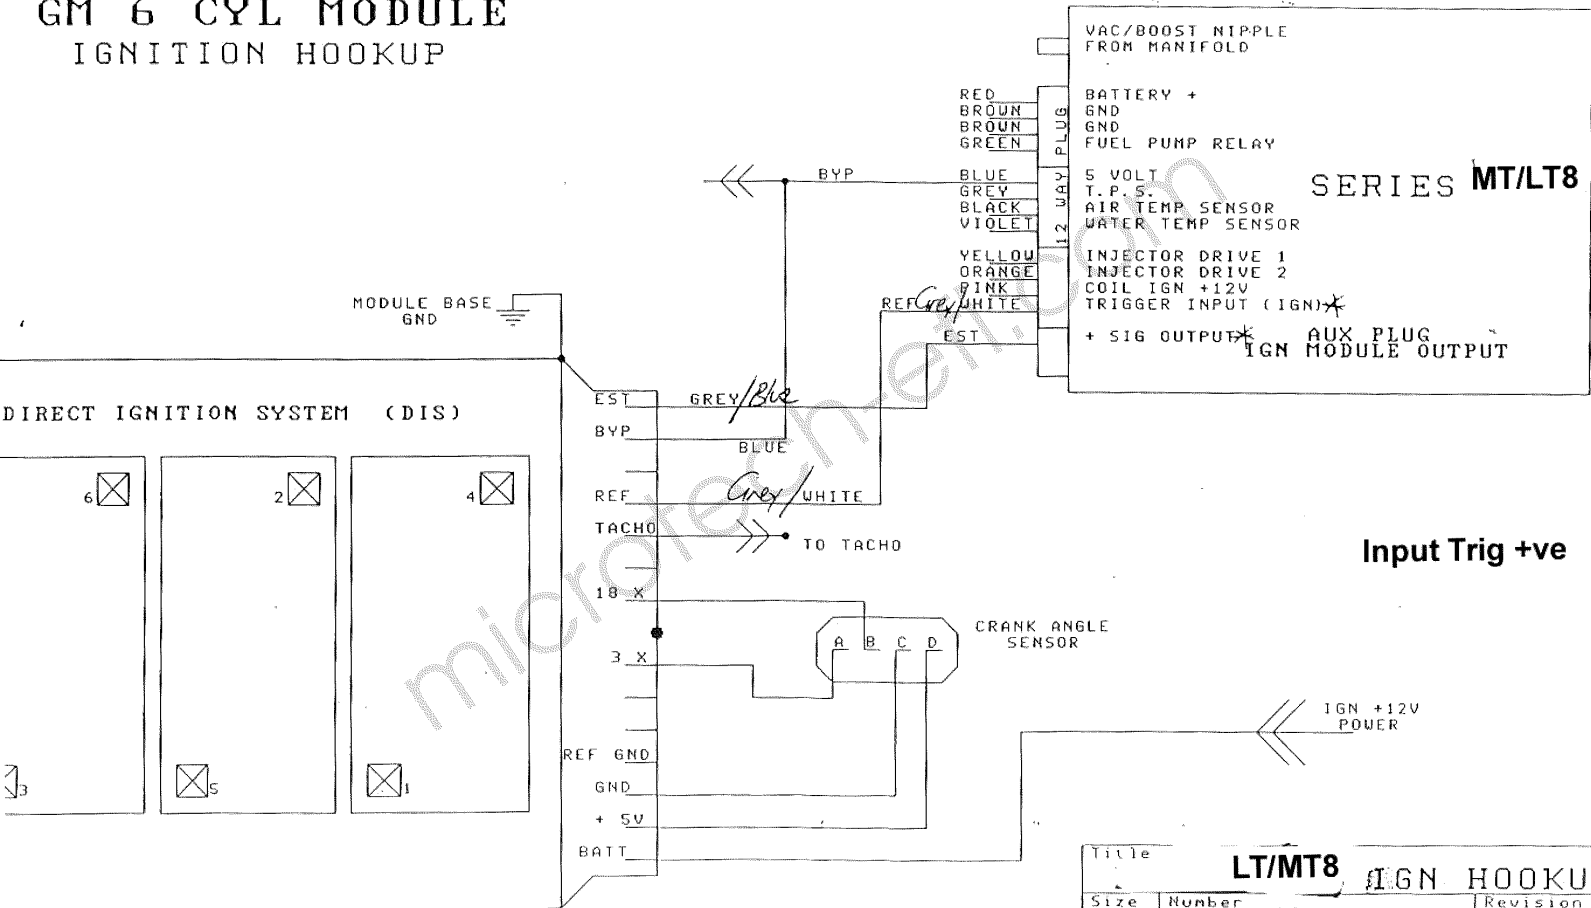 GM 6 CYL MODULE
IGNITION HOOKUP
VAC/BOOST NIPPLE
FROM MANIFOLD
RED BATTERY +
BROWN GND
BROWN GND
GREEN FUEL PUMP RELAY
12 WAY PLUG
BYP BLUE 5 VOLT
GREY T.P.S.
BLACK AIR TEMP SENSOR
VIOLET WATER TEMP SENSOR
SERIES MT/LT8
YELLOW INJECTOR DRIVE 1
ORANGE INJECTOR DRIVE 2
PINK COIL IGN +12V
REF Grey/WHITE TRIGGER INPUT (IGN)*
EST + SIG OUTPUT* AUX PLUG
IGN MODULE OUTPUT
MODULE BASE
GND
DIRECT IGNITION SYSTEM (DIS)
EST GREY/Blue
BYP BLUE
6 2 4
REF Grey/WHITE
TACHO TO TACHO
Input Trig +ve
18 X
CRANK ANGLE
SENSOR
A B C D
3 X
IGN +12V
POWER
REF GND
3 5 1
GND
+ 5V
BATT
Title
LT/MT8 IGN HOOKU
Size Number Revision
microtech-efi.com